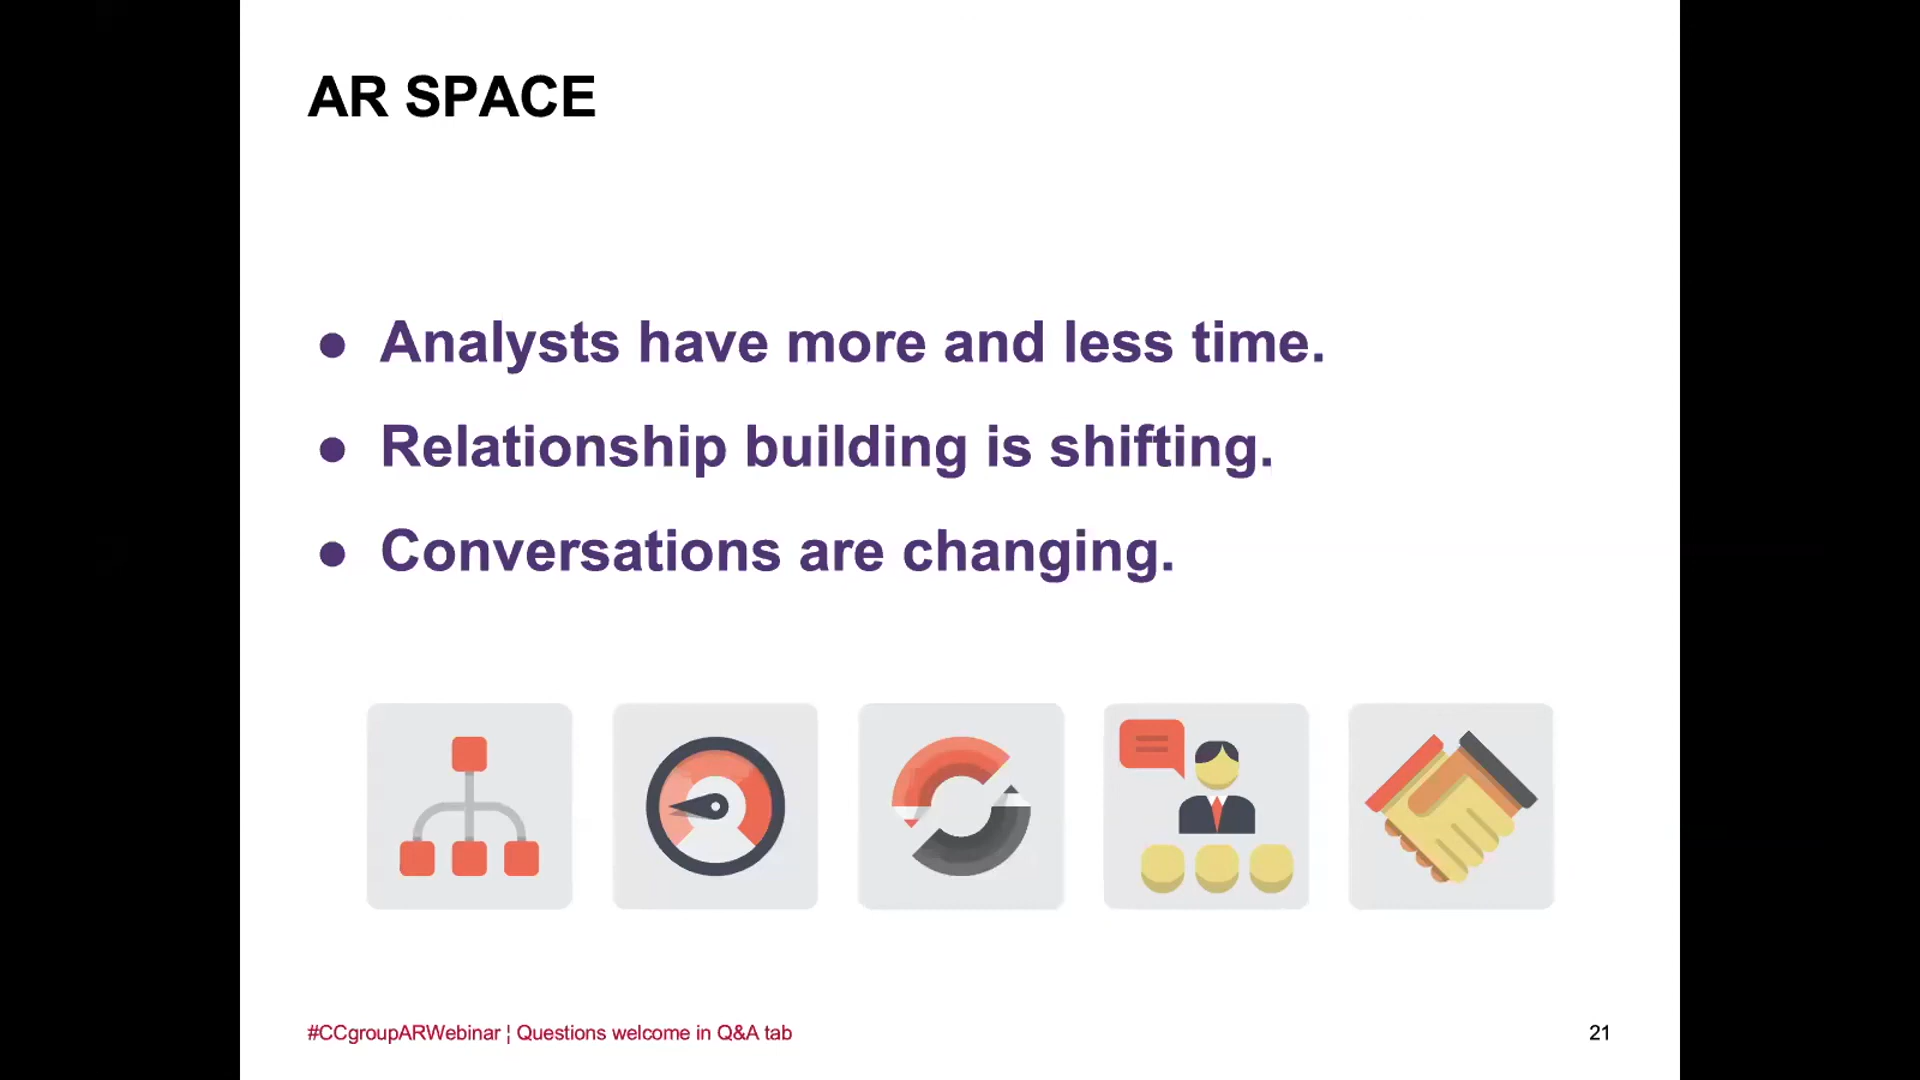 AR SPACE
● Analysts have more and less time.
● Relationship building is shifting.
● Conversations are changing.
#CCgroupARWebinar ¦ Questions welcome in Q&A tab
21